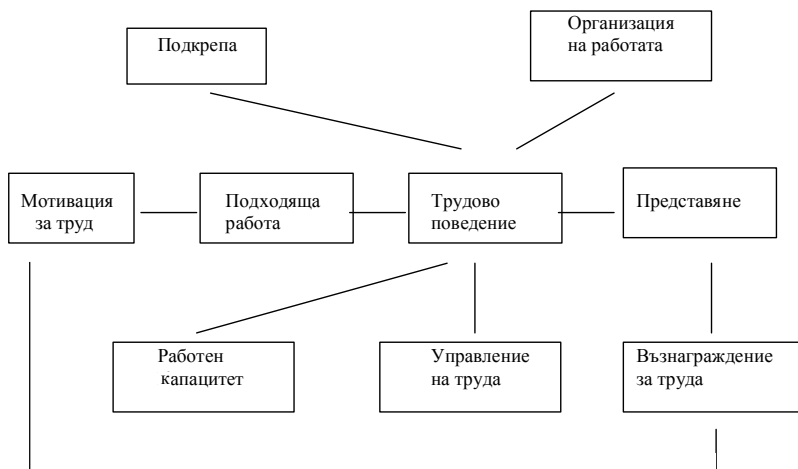 Подкрепа
Организация
на работата
Мотивация
за труд
Подходяща
работа
Трудово
поведение
Представяне
Работен
капацитет
Управление
на труда
Възнаграждение
за труда